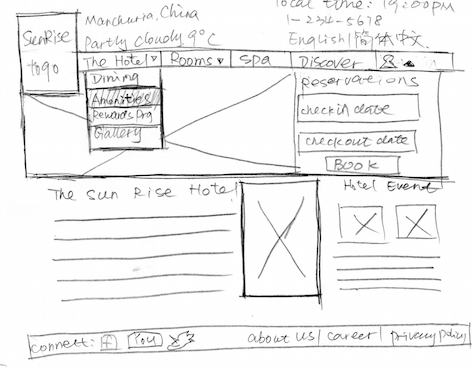 SunRise
togo
Manchuria, China
Partly cloudy 9°C
local time: 19:00PM
1-234-5678
English|简体中文
The Hotel ▾ Rooms ▾ Spa Discover
Dining
Amenities
Rewards Prg
Gallery
Reservations
checkin date
checkout date
BOOK
The Sun Rise Hotel
Hotel Event
connect: f You
about us | career | privacy policy